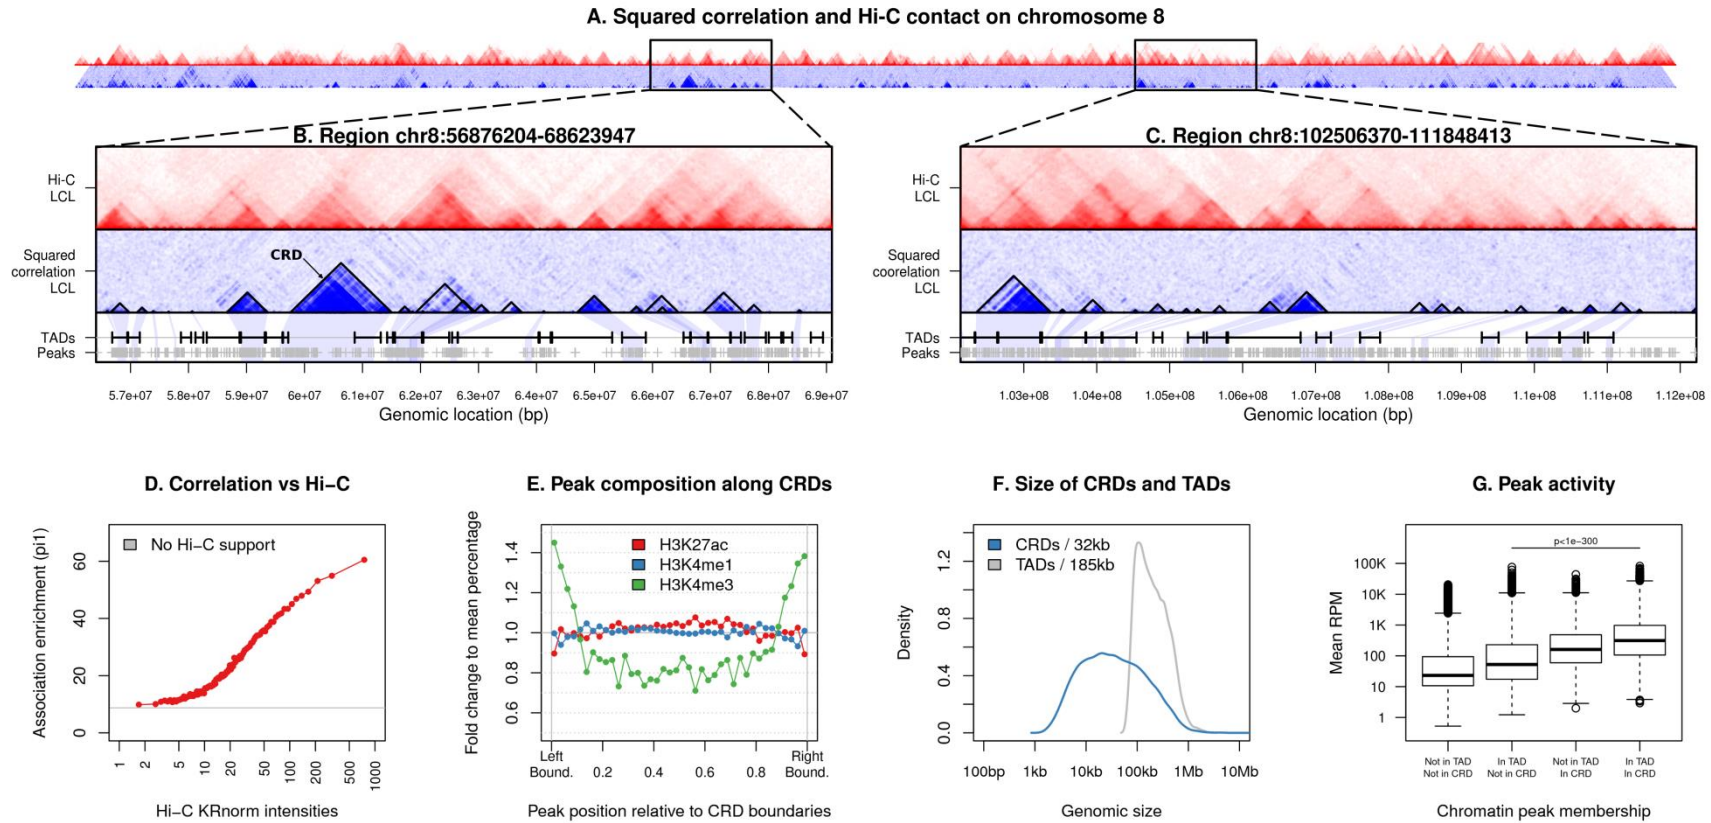 A. Squared correlation and Hi-C contact on chromosome 8
B. Region chr8:56876204-68623947
Hi-C
LCL
Squared
correlation
LCL
CRD
TADs
Peaks
5.7e+07 5.8e+07 5.9e+07 6e+07 6.1e+07 6.2e+07 6.3e+07 6.4e+07 6.5e+07 6.6e+07 6.7e+07 6.8e+07 6.9e+07
Genomic location (bp)
C. Region chr8:102506370-111848413
Hi-C
LCL
Squared
coorelation
LCL
TADs
Peaks
1.03e+08 1.04e+08 1.05e+08 1.06e+08 1.07e+08 1.08e+08 1.09e+08 1.1e+08 1.11e+08 1.12e+08
Genomic location (bp)
D. Correlation vs Hi-C
Association enrichment (pi1)
60
40
20
0
No Hi-C support
1 2 5 10 20 50 100 200 500 1000
Hi-C KRnorm intensities
E. Peak composition along CRDs
Fold change to mean percentage
1.4
1.2
1.0
0.8
0.6
H3K27ac
H3K4me1
H3K4me3
Left
Bound.
0.2 0.4 0.6 0.8
Right
Bound.
Peak position relative to CRD boundaries
F. Size of CRDs and TADs
Density
1.2
0.8
0.4
0.0
CRDs / 32kb
TADs / 185kb
100bp 1kb 10kb 100kb 1Mb 10Mb
Genomic size
G. Peak activity
Mean RPM
100K
10K
1K
100
10
1
p<1e-300
Not in TAD
Not in CRD
In TAD
Not in CRD
Not in TAD
In CRD
In TAD
In CRD
Chromatin peak membership